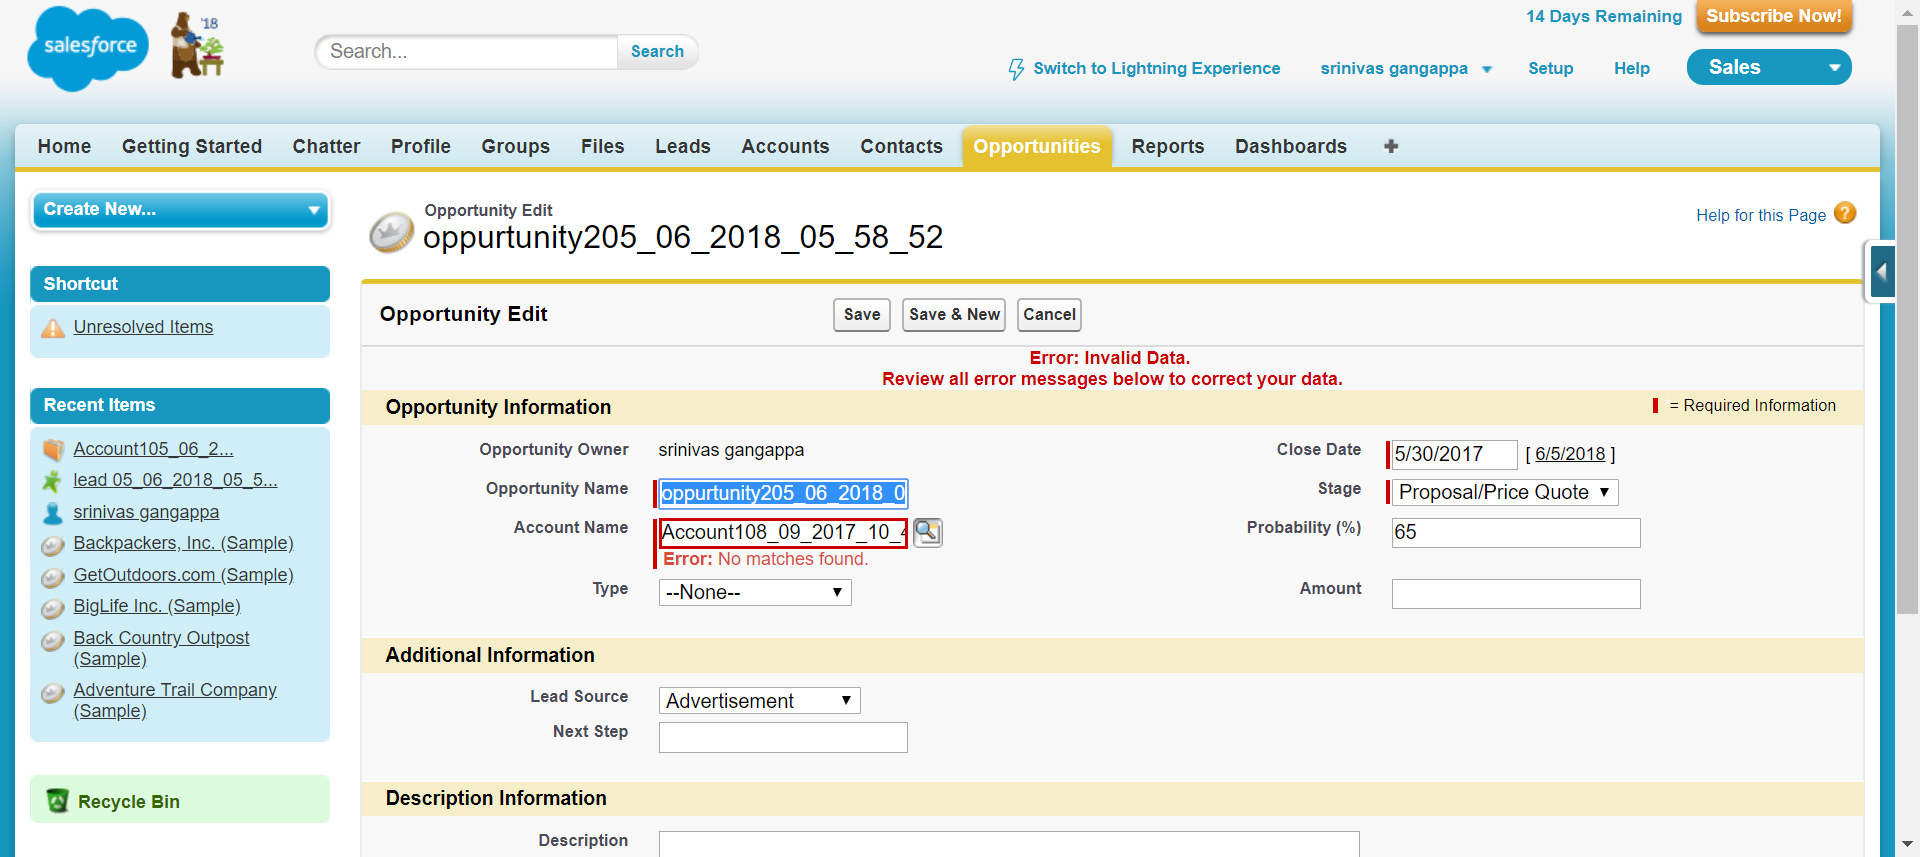 salesforce
'18
Search...
Search
14 Days Remaining
Subscribe Now!
Switch to Lightning Experience
srinivas gangappa
Setup
Help
Sales
Home
Getting Started
Chatter
Profile
Groups
Files
Leads
Accounts
Contacts
Opportunities
Reports
Dashboards
Create New...
Shortcut
Unresolved Items
Recent Items
Account105_06_2...
lead 05_06_2018_05_5...
srinivas gangappa
Backpackers, Inc. (Sample)
GetOutdoors.com (Sample)
BigLife Inc. (Sample)
Back Country Outpost
(Sample)
Adventure Trail Company
(Sample)
Recycle Bin
Opportunity Edit
oppurtunity205_06_2018_05_58_52
Help for this Page ?
Opportunity Edit
Save
Save & New
Cancel
Error: Invalid Data.
Review all error messages below to correct your data.
Opportunity Information
= Required Information
Opportunity Owner
srinivas gangappa
Close Date
5/30/2017
[ 6/5/2018 ]
Opportunity Name
oppurtunity205_06_2018_0
Stage
Proposal/Price Quote
Account Name
Account108_09_2017_10_4
Error: No matches found.
Probability (%)
65
Type
--None--
Amount
Additional Information
Lead Source
Advertisement
Next Step
Description Information
Description